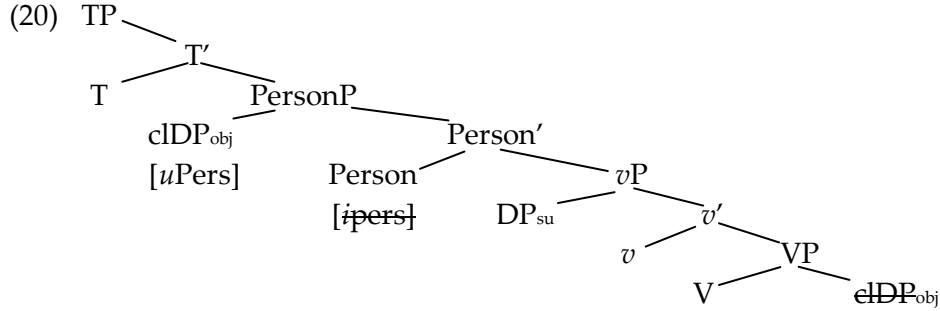 (20) TP
T′
T PersonP
clDPobj Person′
[uPers] Person vP
[ipers] DPsu v′
v VP
V clDPobj